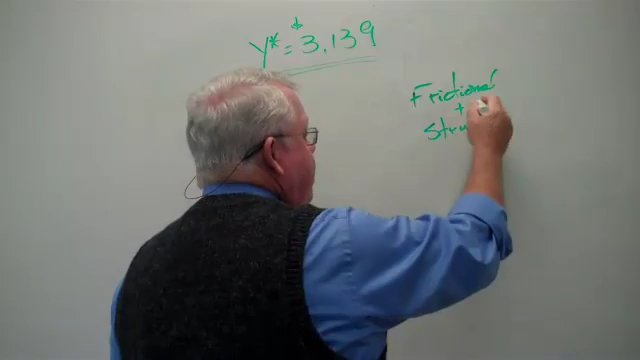 y* = 3.139
Frictional
+
Stru